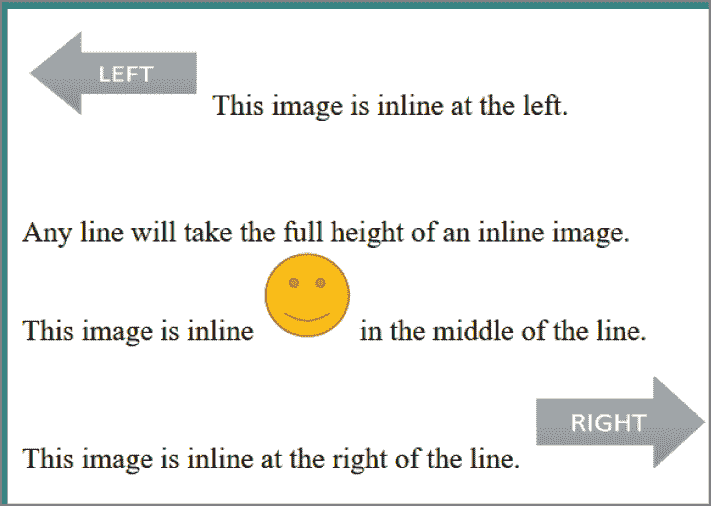 LEFT
This image is inline at the left.
Any line will take the full height of an inline image.
This image is inline in the middle of the line.
RIGHT
This image is inline at the right of the line.